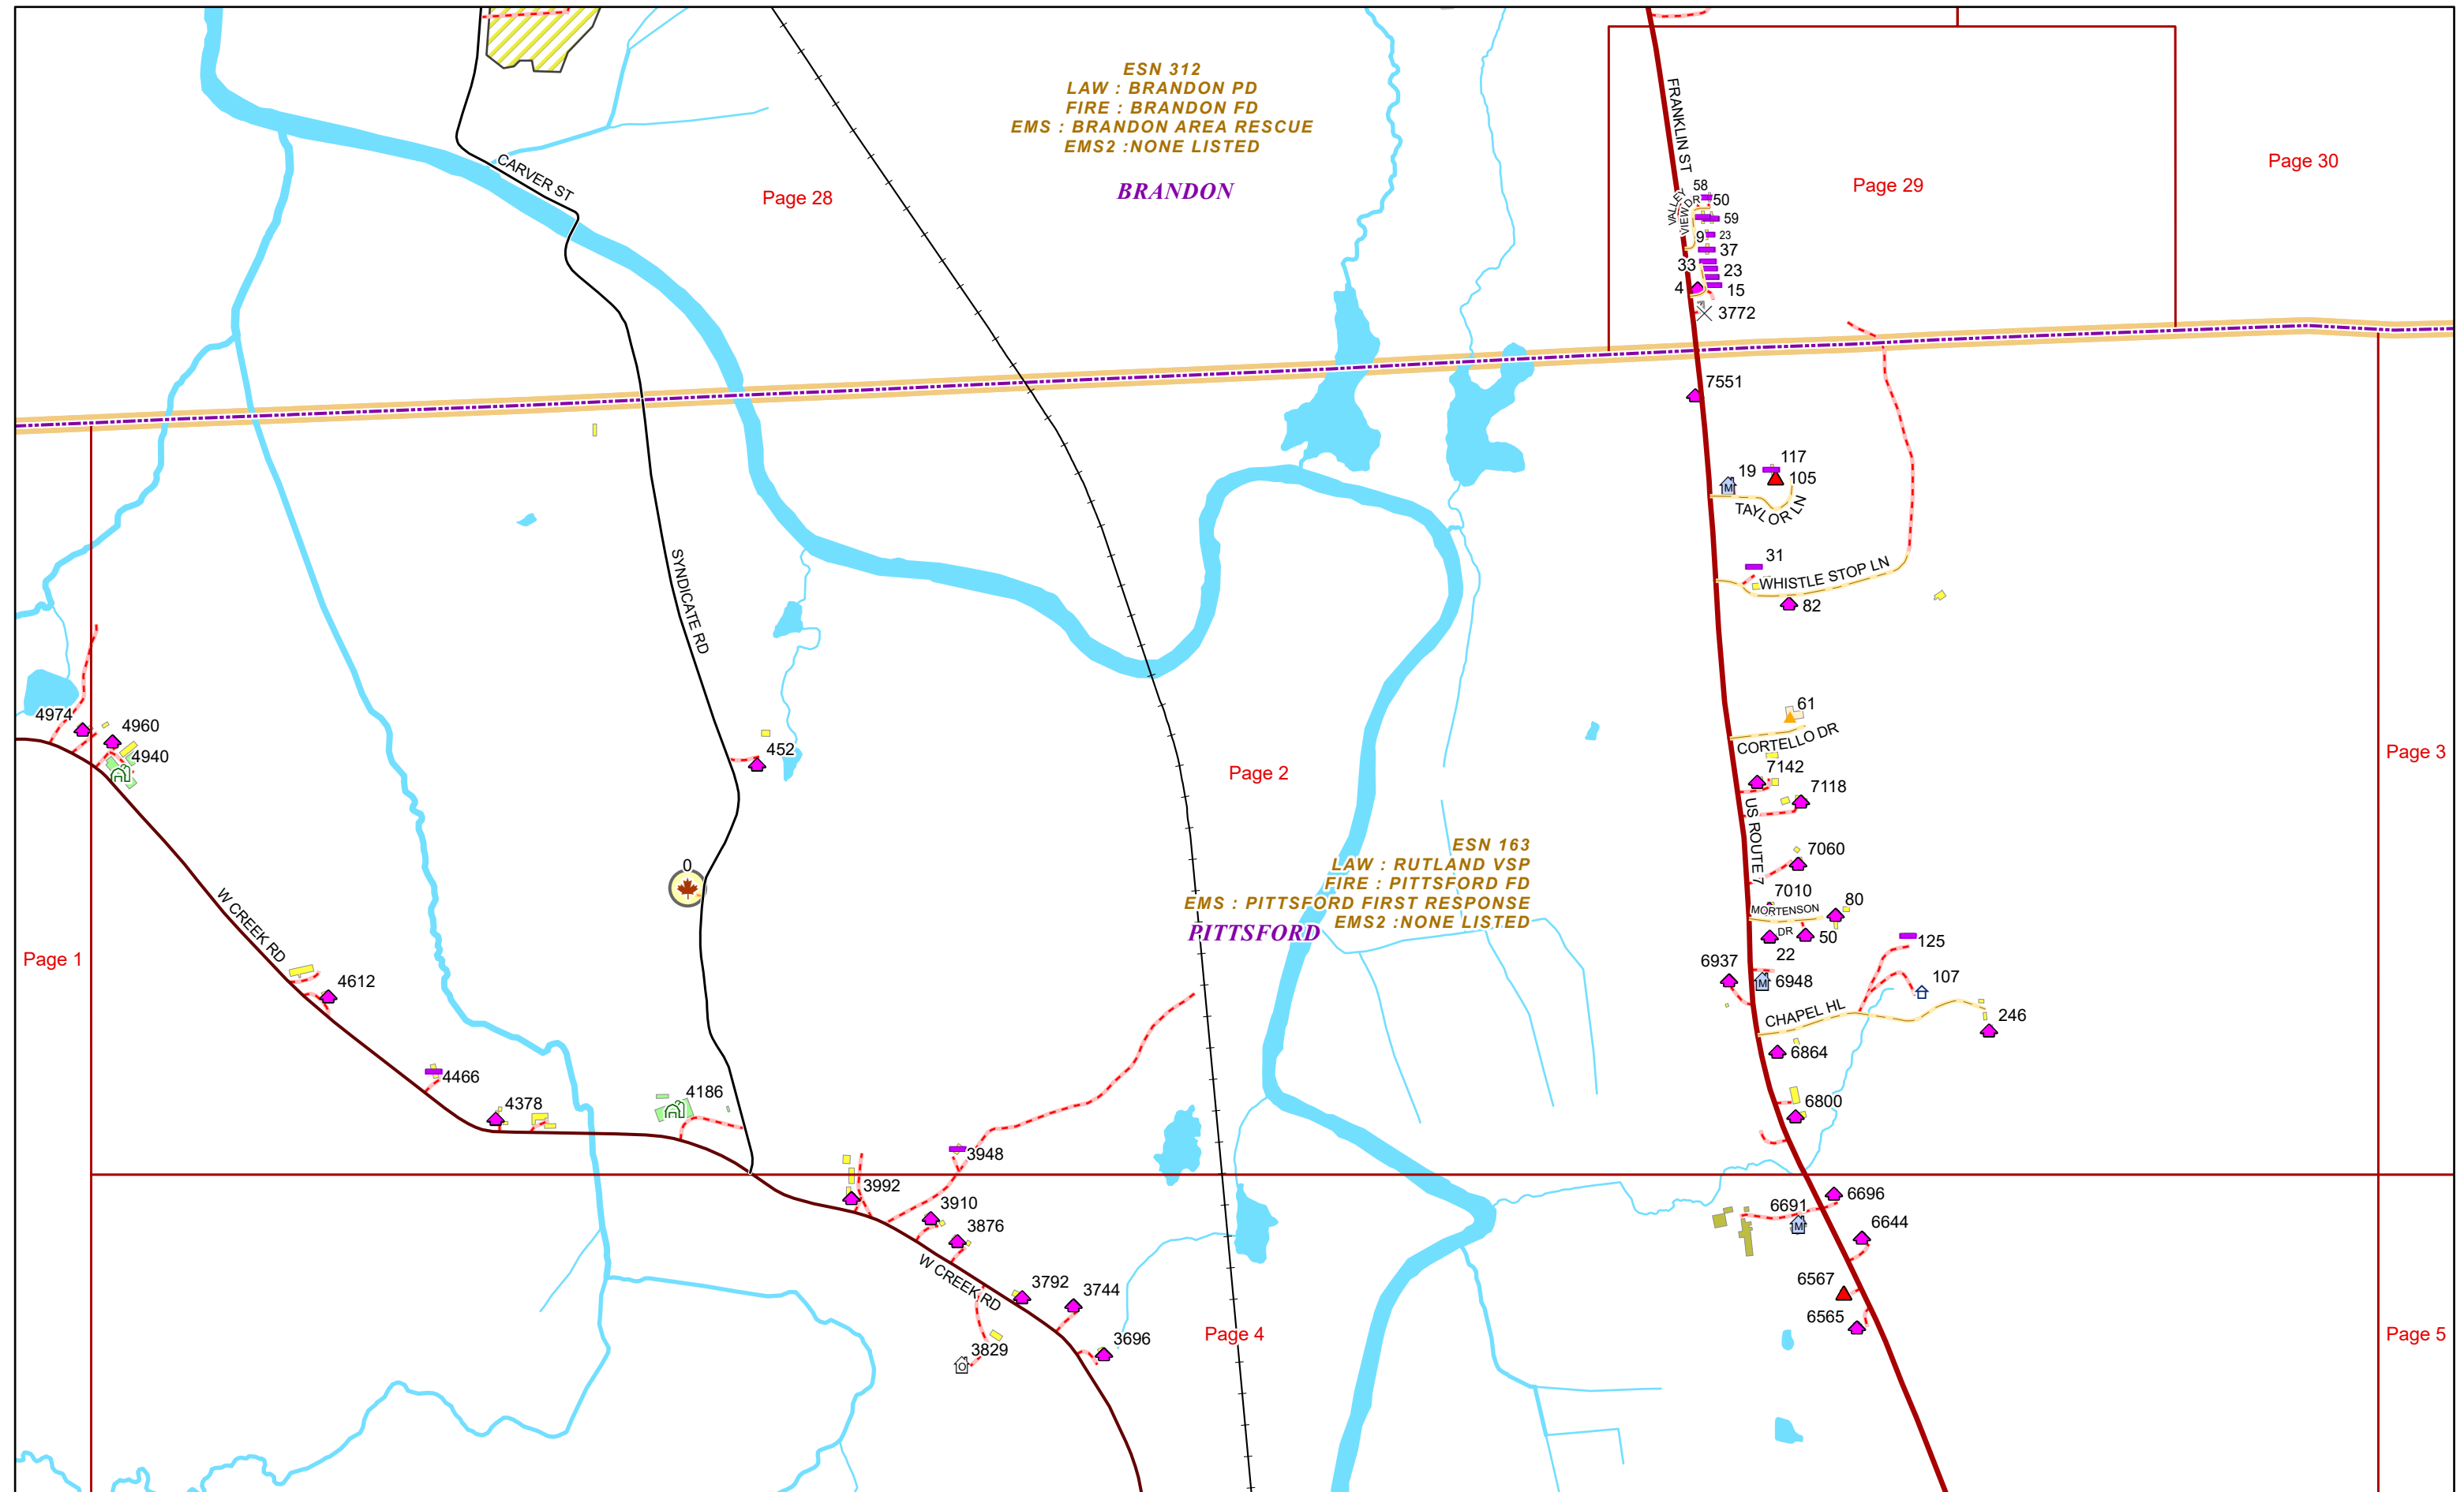 ESN 312
LAW : BRANDON PD
FIRE : BRANDON FD
EMS : BRANDON AREA RESCUE
EMS2 :NONE LISTED
BRANDON
Page 28
Page 29
Page 30
CARVER ST
FRANKLIN ST
VALLEY
VIEW DR
58
50
59
9
23
37
33
23
4
15
3772
7551
117
19
105
TAYLOR LN
31
WHISTLE STOP LN
82
SYNDICATE RD
4974
4960
4940
452
61
CORTELLO DR
Page 2
Page 3
7142
7118
US ROUTE 7
ESN 163
LAW : RUTLAND VSP
FIRE : PITTSFORD FD
EMS : PITTSFORD FIRST RESPONSE
EMS2 :NONE LISTED
PITTSFORD
7060
0
7010
80
MORTENSON
DR
50
22
W CREEK RD
Page 1
125
6937
6948
107
4612
CHAPEL HL
246
6864
4466
4186
4378
6800
3948
3992
6696
6691
3910
3876
6644
W CREEK RD
3792
3744
6567
6565
3829
3696
Page 4
Page 5
M
M
M
O